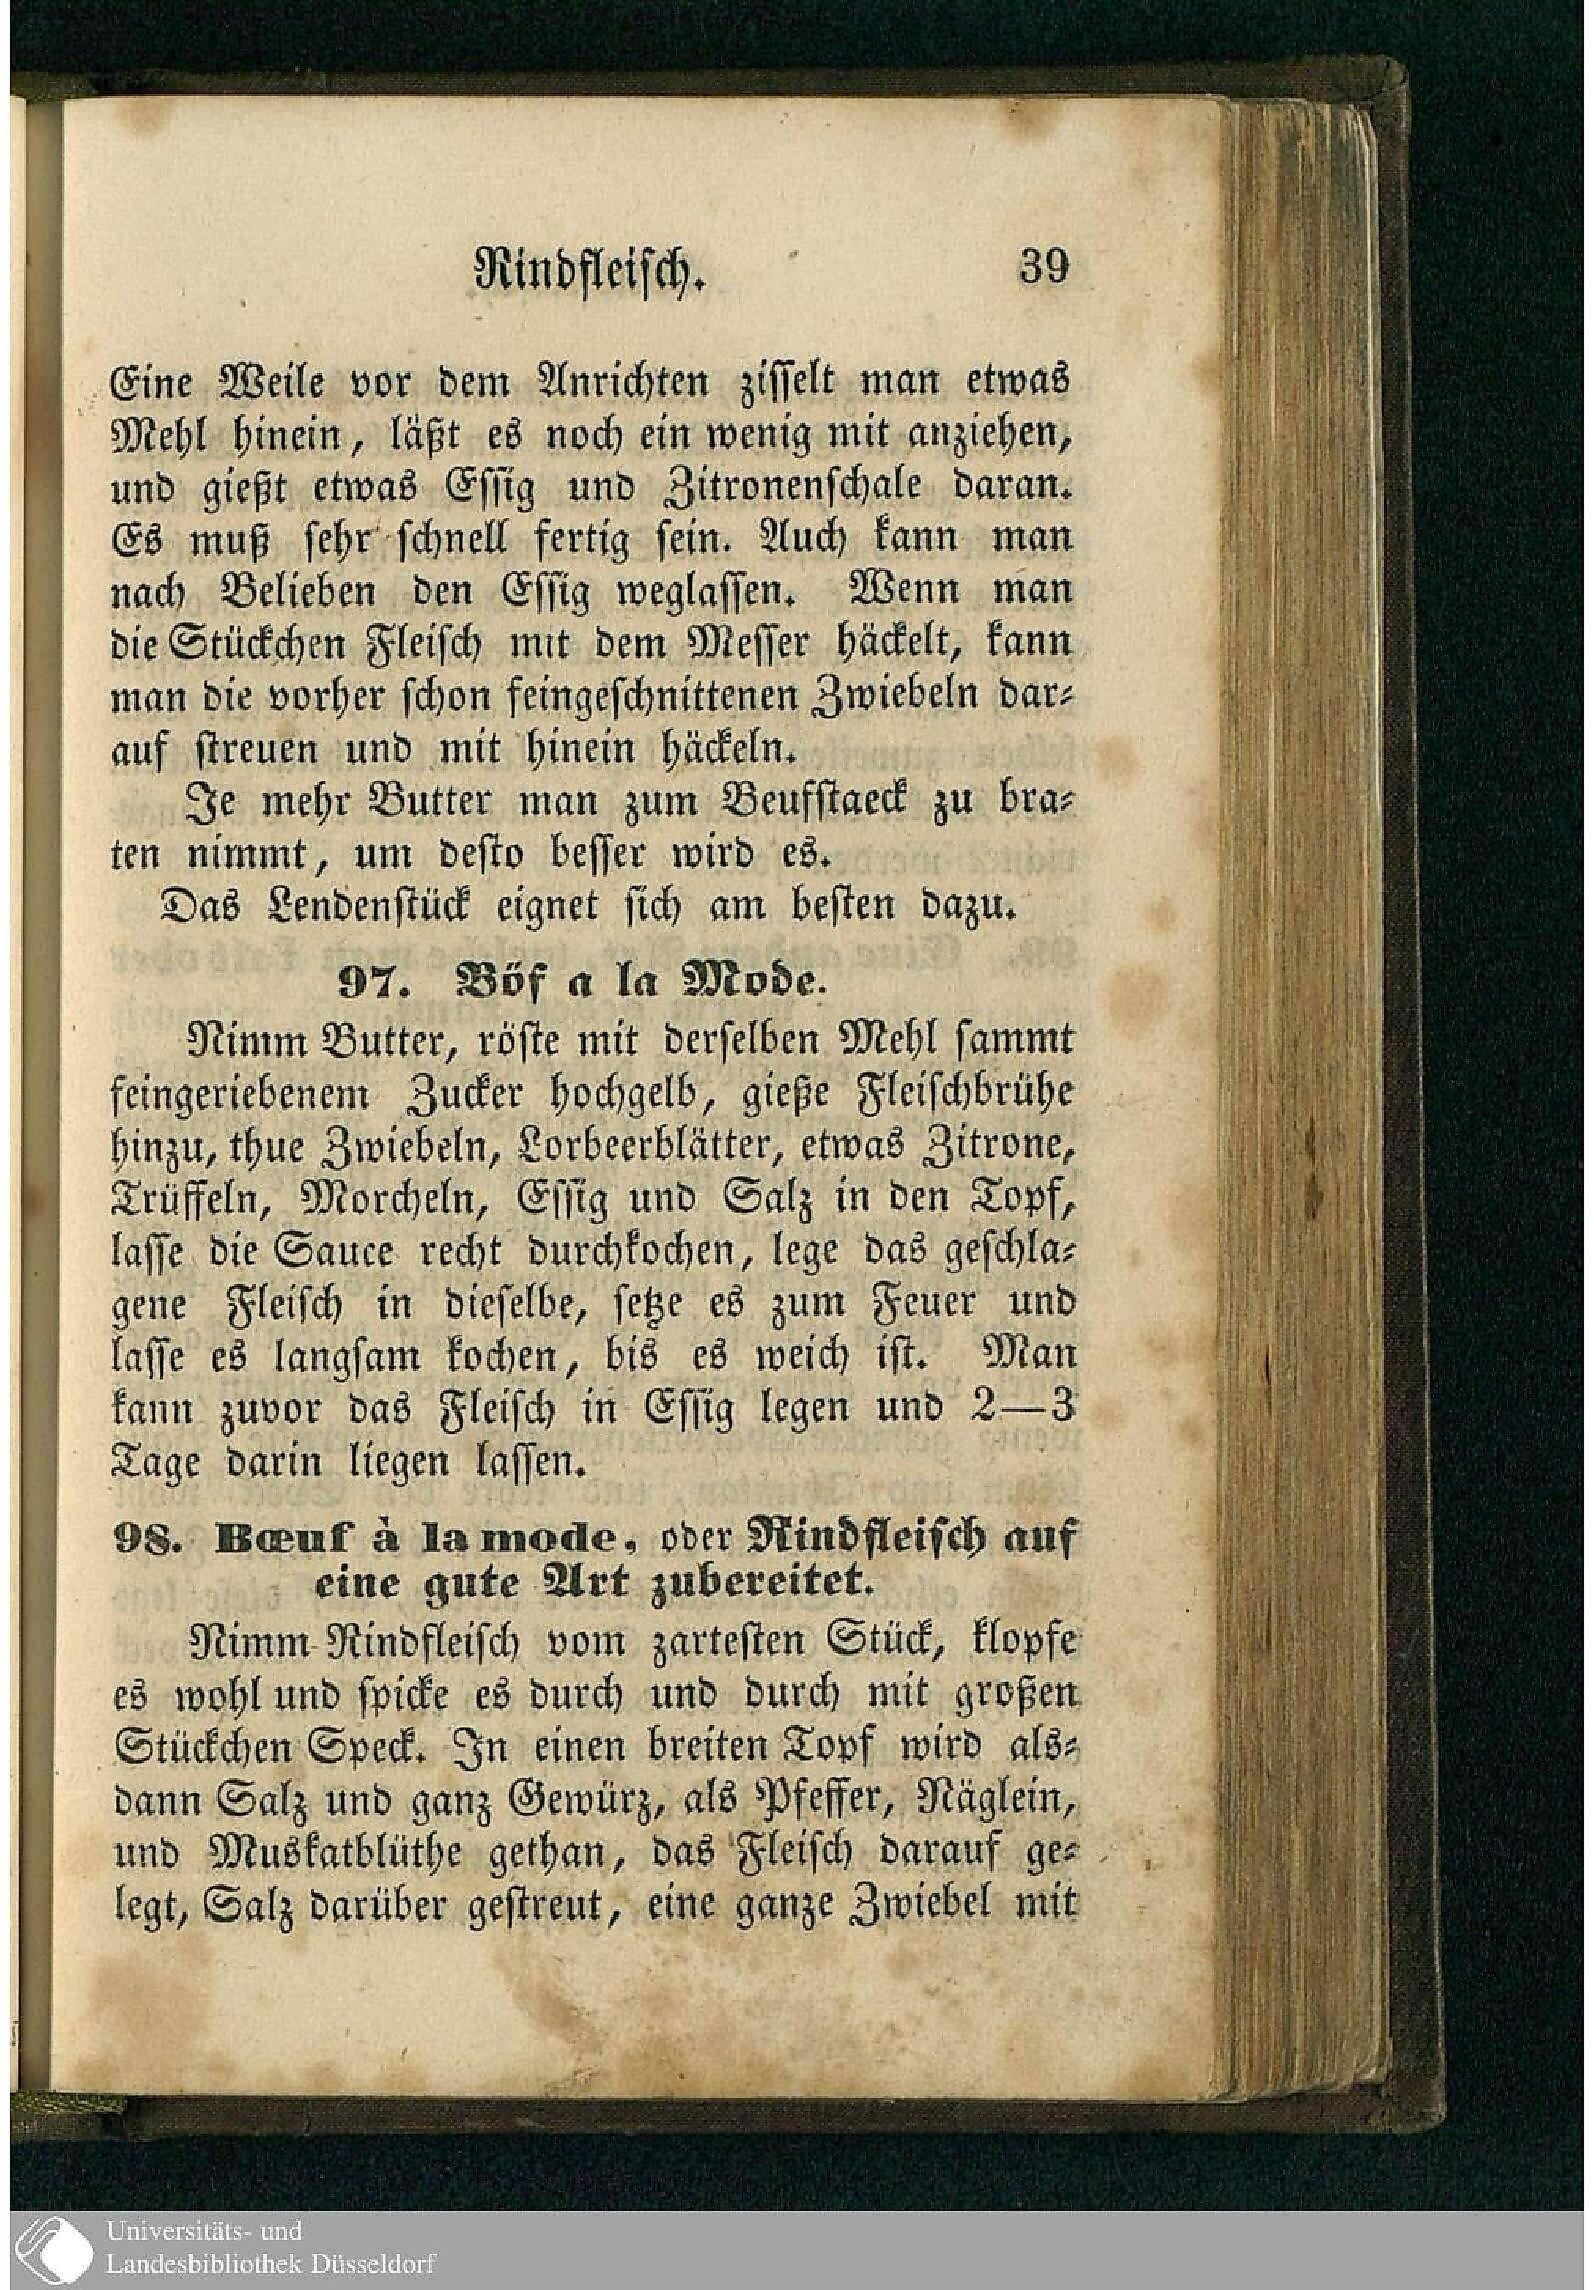 Rindfleisch. 39
Eine Weile vor dem Anrichten zisselt man etwas
Mehl hinein, läßt es noch ein wenig mit anziehen,
und gießt etwas Essig und Zitronenschale daran.
Es muß sehr schnell fertig sein. Auch kann man
nach Belieben den Essig weglassen. Wenn man
die Stückchen Fleisch mit dem Messer häckelt, kann
man die vorher schon feingeschnittenen Zwiebeln dar-
auf streuen und mit hinein häckeln.
Je mehr Butter man zum Beufstaeck zu bra-
ten nimmt, um desto besser wird es.
Das Lendenstück eignet sich am besten dazu.
97. Böf a la Mode.
Nimm Butter, röste mit derselben Mehl sammt
feingeriebenem Zucker hochgelb, gieße Fleischbrühe
hinzu, thue Zwiebeln, Lorbeerblätter, etwas Zitrone,
Trüffeln, Morcheln, Essig und Salz in den Topf,
lasse die Sauce recht durchkochen, lege das geschla-
gene Fleisch in dieselbe, setze es zum Feuer und
lasse es langsam kochen, bis es weich ist. Man
kann zuvor das Fleisch in Essig legen und 2—3
Tage darin liegen lassen.
98. Bœuf à la mode, oder Rindfleisch auf
eine gute Art zubereitet.
Nimm Rindfleisch vom zartesten Stück, klopfe
es wohl und spicke es durch und durch mit großen
Stückchen Speck. In einen breiten Topf wird als-
dann Salz und ganz Gewürz, als Pfeffer, Näglein,
und Muskatblüthe gethan, das Fleisch darauf ge-
legt, Salz darüber gestreut, eine ganze Zwiebel mit
Universitäts- und
Landesbibliothek Düsseldorf